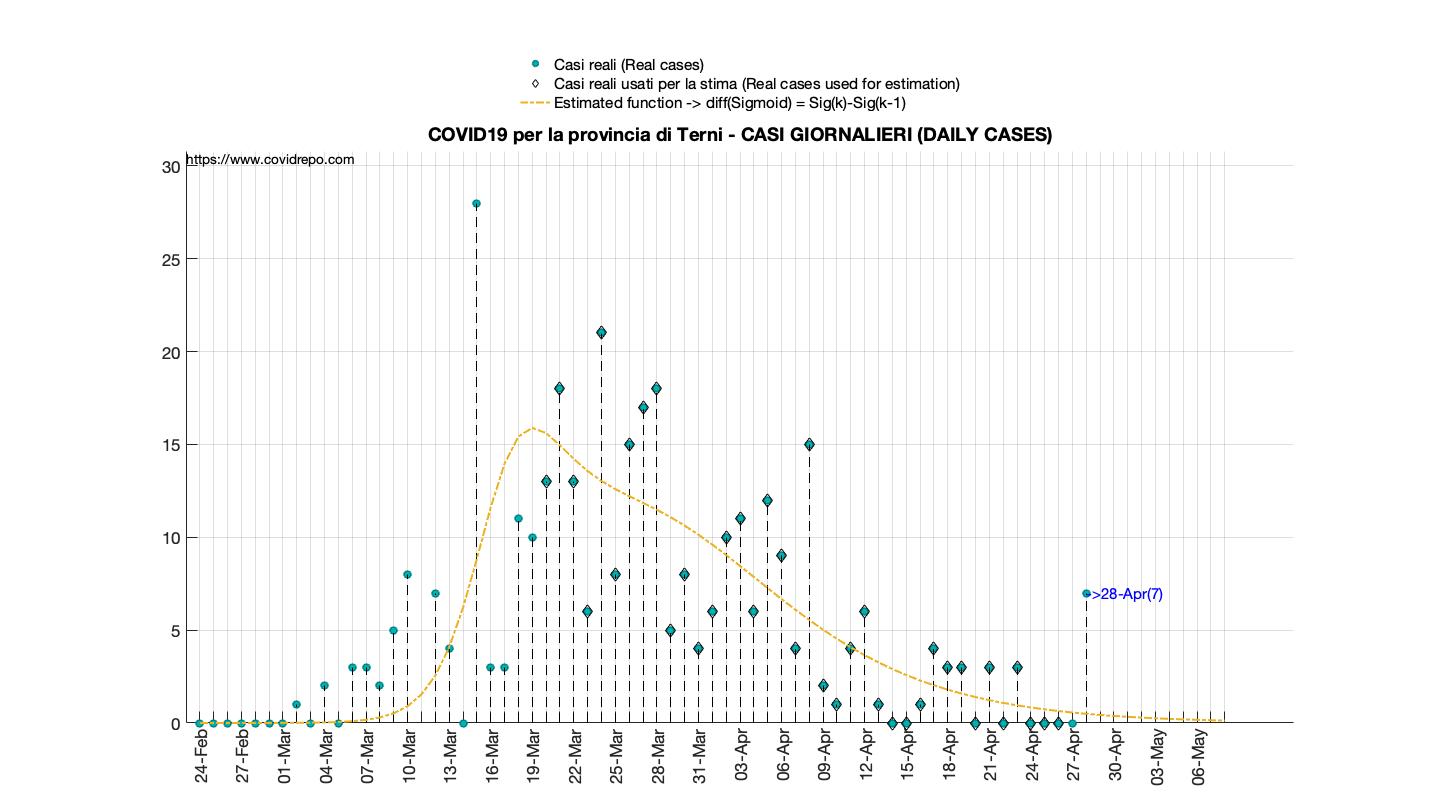 Casi reali (Real cases)
Casi reali usati per la stima (Real cases used for estimation)
Estimated function -> diff(Sigmoid) = Sig(k)-Sig(k-1)
COVID19 per la provincia di Terni - CASI GIORNALIERI (DAILY CASES)
https://www.covidrepo.com
30
25
20
15
10
5
0
->28-Apr(7)
24-Feb
27-Feb
01-Mar
04-Mar
07-Mar
10-Mar
13-Mar
16-Mar
19-Mar
22-Mar
25-Mar
28-Mar
31-Mar
03-Apr
06-Apr
09-Apr
12-Apr
15-Apr
18-Apr
21-Apr
24-Apr
27-Apr
30-Apr
03-May
06-May